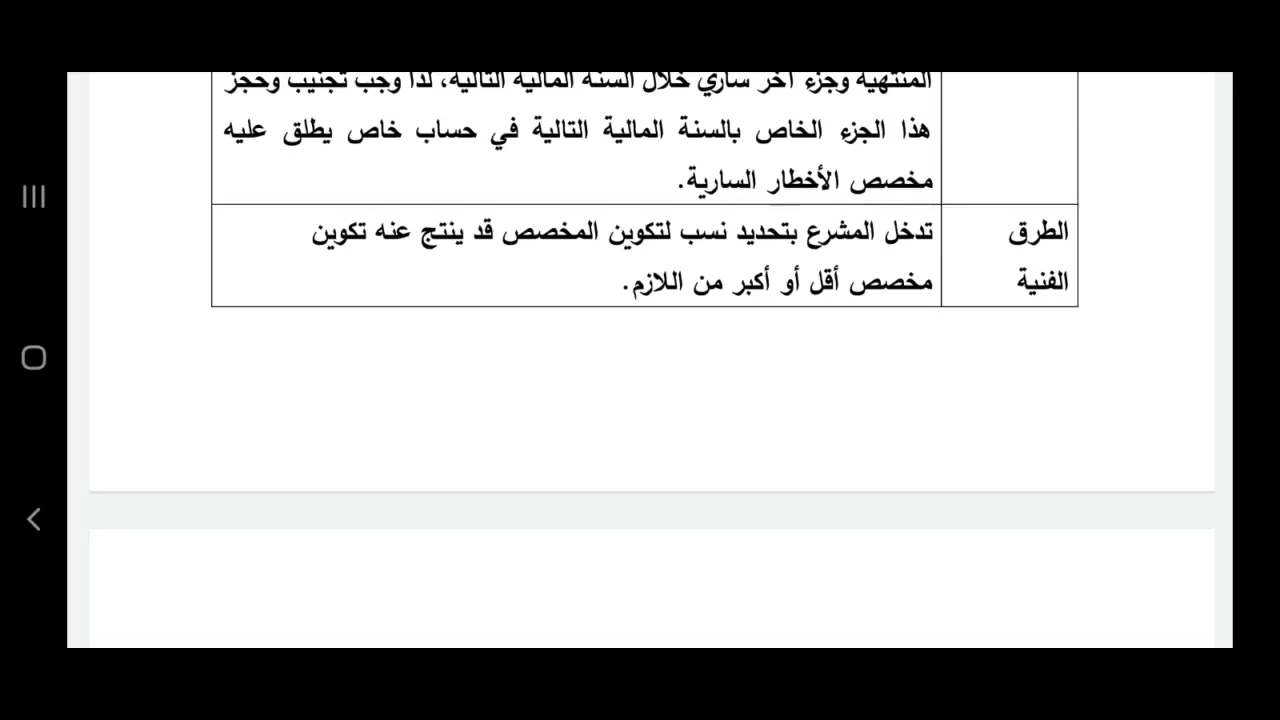 المنتهية وجزء آخر ساري خلال السنة المالية التالية، لذا وجب تجنيب وحجز
هذا الجزء الخاص بالسنة المالية التالية في حساب خاص يطلق عليه
مخصص الأخطار السارية.
الطرق
الفنية
تدخل المشرع بتحديد نسب لتكوين المخصص قد ينتج عنه تكوين
مخصص أقل أو أكبر من اللازم.